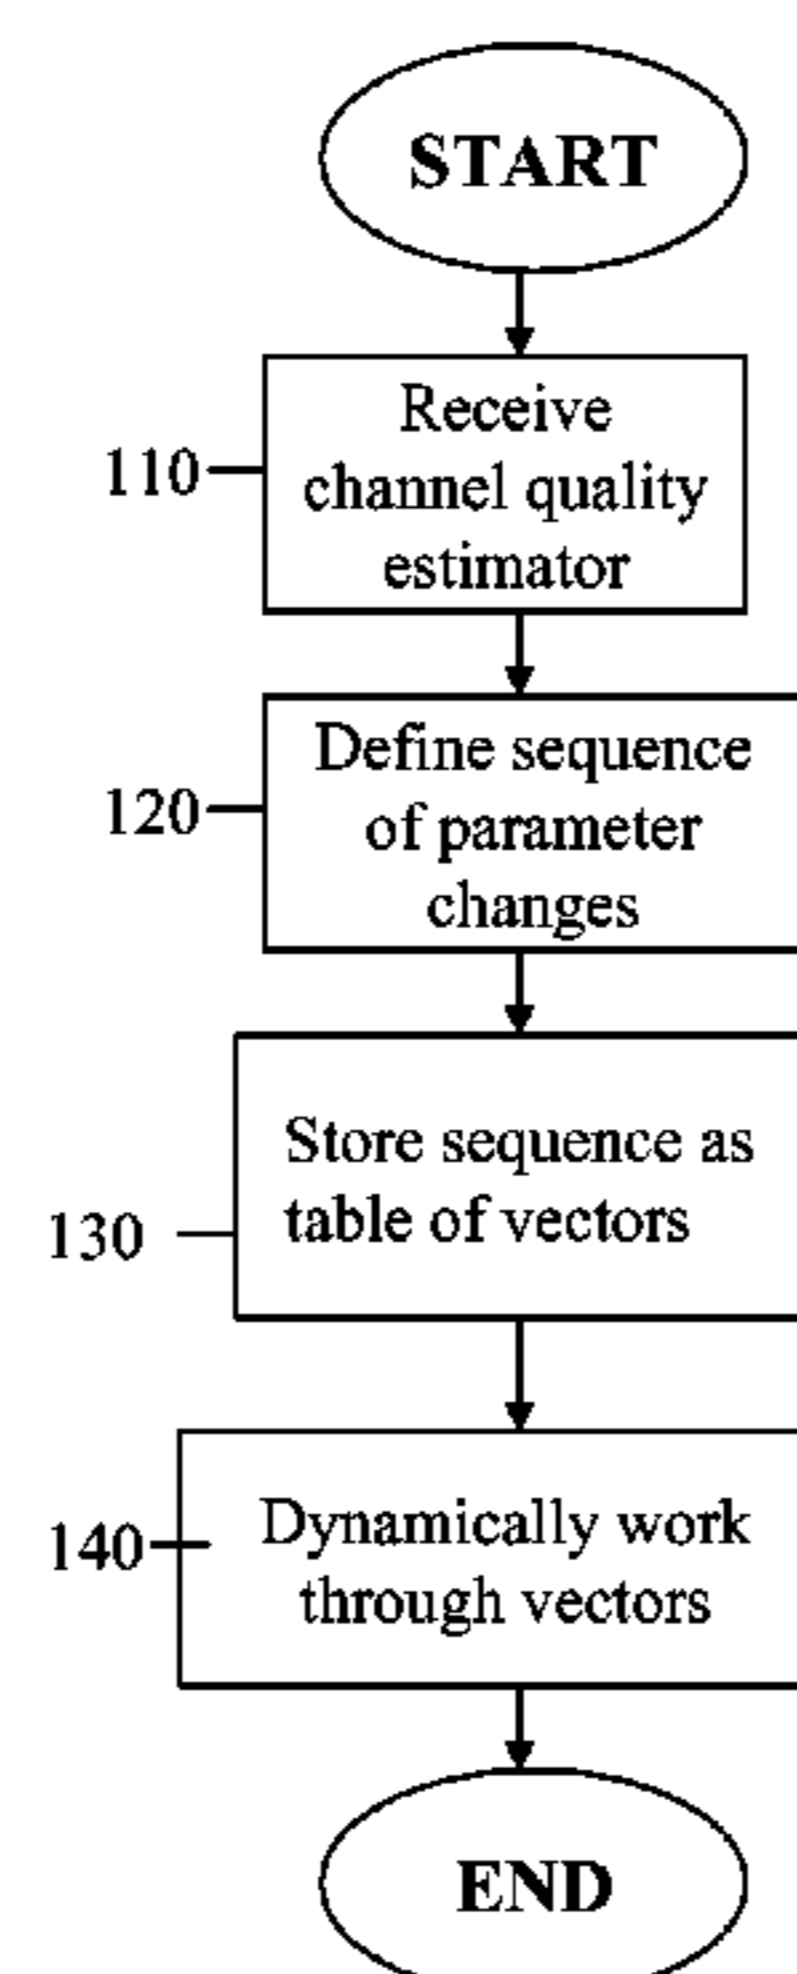 START
110
Receive
channel quality
estimator
120
Define sequence
of parameter
changes
130
Store sequence as
table of vectors
140
Dynamically work
through vectors
END